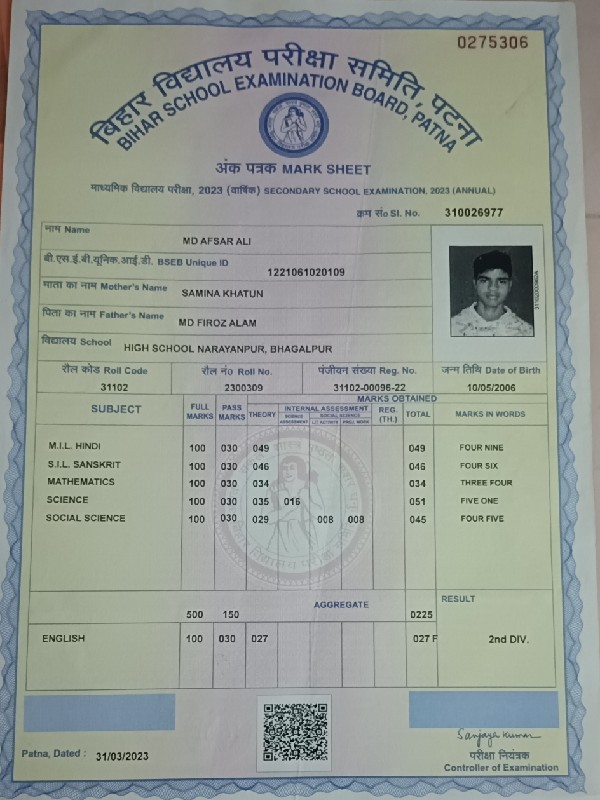 0275306
बिहार विद्यालय परीक्षा समिति, पटना
BIHAR SCHOOL EXAMINATION BOARD, PATNA
अंक पत्रक MARK SHEET
माध्यमिक विद्यालय परीक्षा, 2023 (वार्षिक) SECONDARY SCHOOL EXAMINATION, 2023 (ANNUAL)
क्रम सं० Sl. No. 310026977
नाम Name MD AFSAR ALI
बी.एस.ई.बी.यूनिक.आई.डी. BSEB Unique ID 1221061020109
माता का नाम Mother's Name SAMINA KHATUN
पिता का नाम Father's Name MD FIROZ ALAM
विद्यालय School HIGH SCHOOL NARAYANPUR, BHAGALPUR
रौल कोड Roll Code रौल नं० Roll No. पंजीयन संख्या Reg. No. जन्म तिथि Date of Birth
31102 2300309 31102-00096-22 10/05/2006
MARKS OBTAINED
SUBJECT FULL MARKS PASS MARKS THEORY INTERNAL ASSESSMENT REG. (TH.) TOTAL MARKS IN WORDS
SCIENCE ASSESSMENT SOCIAL SCIENCE
M.I.L. HINDI 100 030 049 049 FOUR NINE
S.I.L. SANSKRIT 100 030 046 046 FOUR SIX
MATHEMATICS 100 030 034 034 THREE FOUR
SCIENCE 100 030 035 016 051 FIVE ONE
SOCIAL SCIENCE 100 030 029 008 008 045 FOUR FIVE
500 150 AGGREGATE 0225 RESULT
ENGLISH 100 030 027 027 F 2nd DIV.
Patna, Dated : 31/03/2023
Sanjay Kumar
परीक्षा नियंत्रक
Controller of Examination